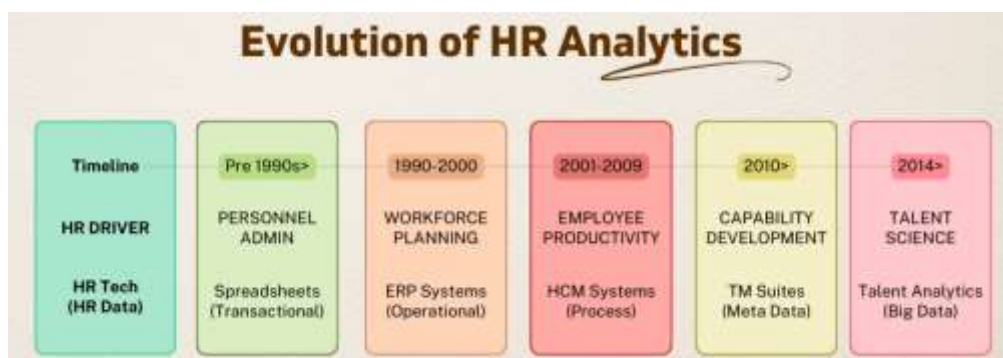 Evolution of HR Analytics
Timeline
Pre 1990s>
1990-2000
2001-2009
2010>
2014>
HR DRIVER
PERSONNEL
ADMIN
WORKFORCE
PLANNING
EMPLOYEE
PRODUCTIVITY
CAPABILITY
DEVELOPMENT
TALENT
SCIENCE
HR Tech
(HR Data)
Spreadsheets
(Transactional)
ERP Systems
(Operational)
HCM Systems
(Process)
TM Suites
(Meta Data)
Talent Analytics
(Big Data)